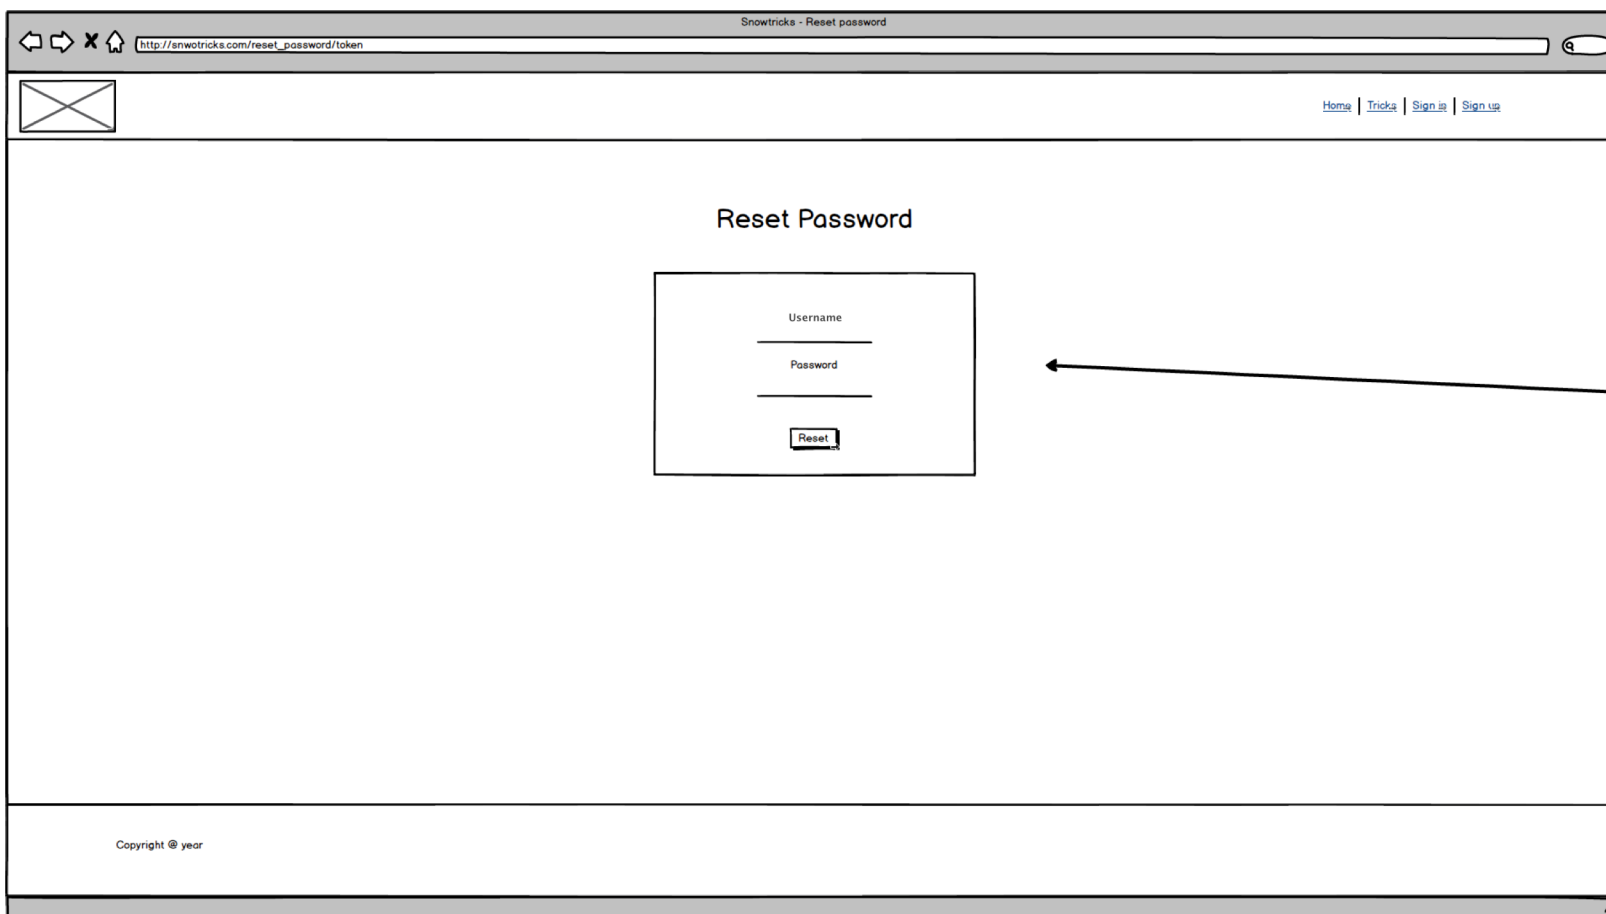 Snowtricks - Reset password
http://snwotricks.com/reset_password/token
Home | Tricks | Sign in | Sign up
Reset Password
Username
Password
Reset
Copyright @ year